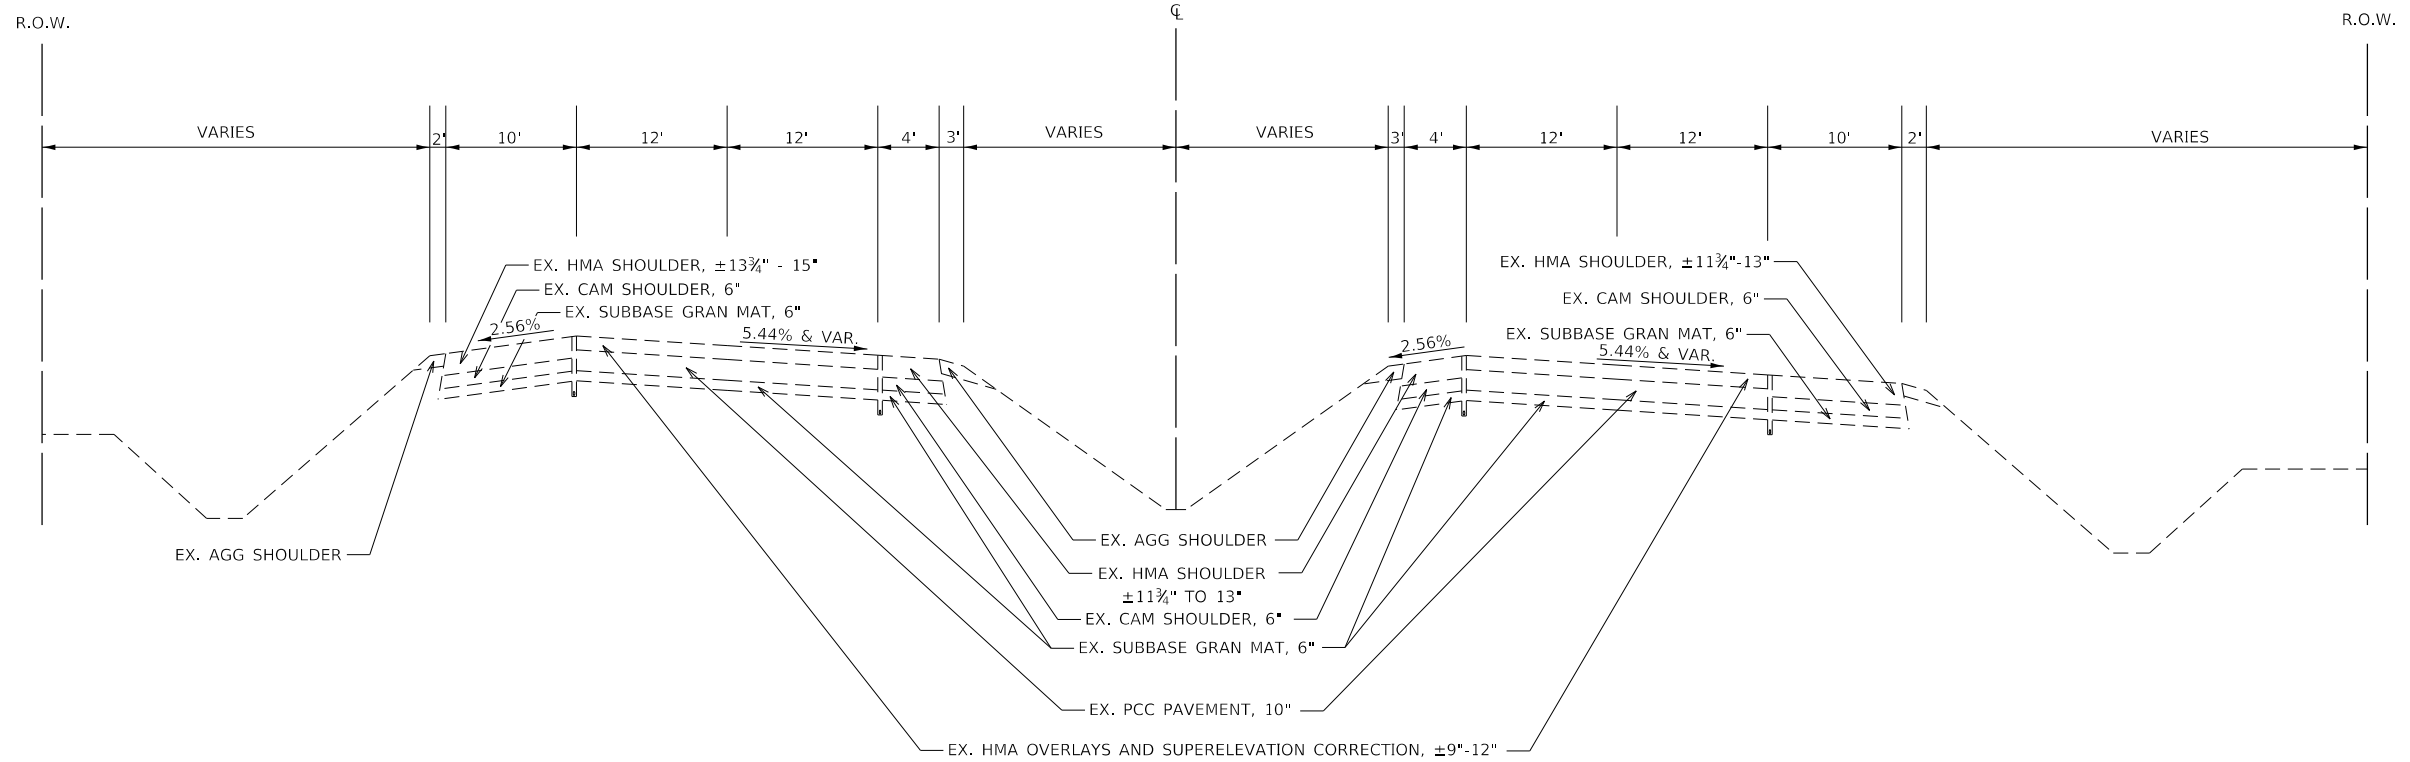 R.O.W.
℄
R.O.W.
VARIES
2'
10'
12'
12'
4'
3'
VARIES
VARIES
3'
4'
12'
12'
10'
2'
VARIES
EX. HMA SHOULDER, ±13¾" - 15"
EX. CAM SHOULDER, 6"
EX. SUBBASE GRAN MAT, 6"
2.56%
5.44% & VAR.
EX. HMA SHOULDER, ±11¾"-13"
EX. CAM SHOULDER, 6"
EX. SUBBASE GRAN MAT, 6"
2.56%
5.44% & VAR.
EX. AGG SHOULDER
EX. AGG SHOULDER
EX. HMA SHOULDER
±11¾" TO 13"
EX. CAM SHOULDER, 6"
EX. SUBBASE GRAN MAT, 6"
EX. PCC PAVEMENT, 10"
EX. HMA OVERLAYS AND SUPERELEVATION CORRECTION, ±9"-12"